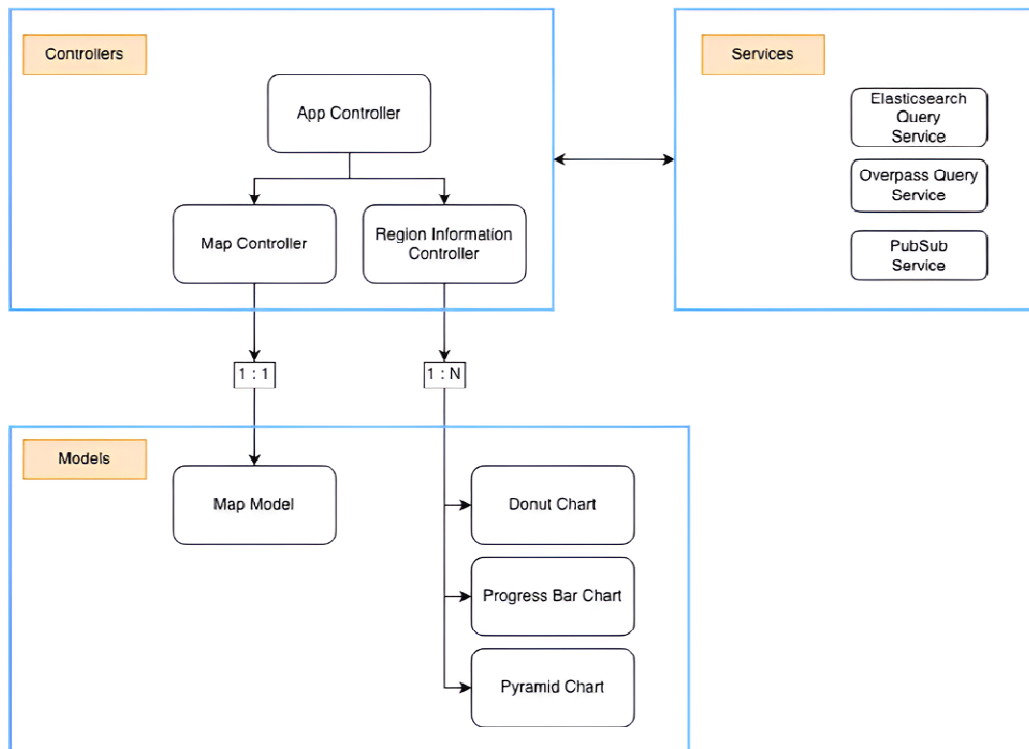 Controllers
App Controller
Map Controller
Region Information
Controller
Services
Elasticsearch
Query
Service
Overpass Query
Service
PubSub
Service
1 : 1
1 : N
Models
Map Model
Donut Chart
Progress Bar Chart
Pyramid Chart